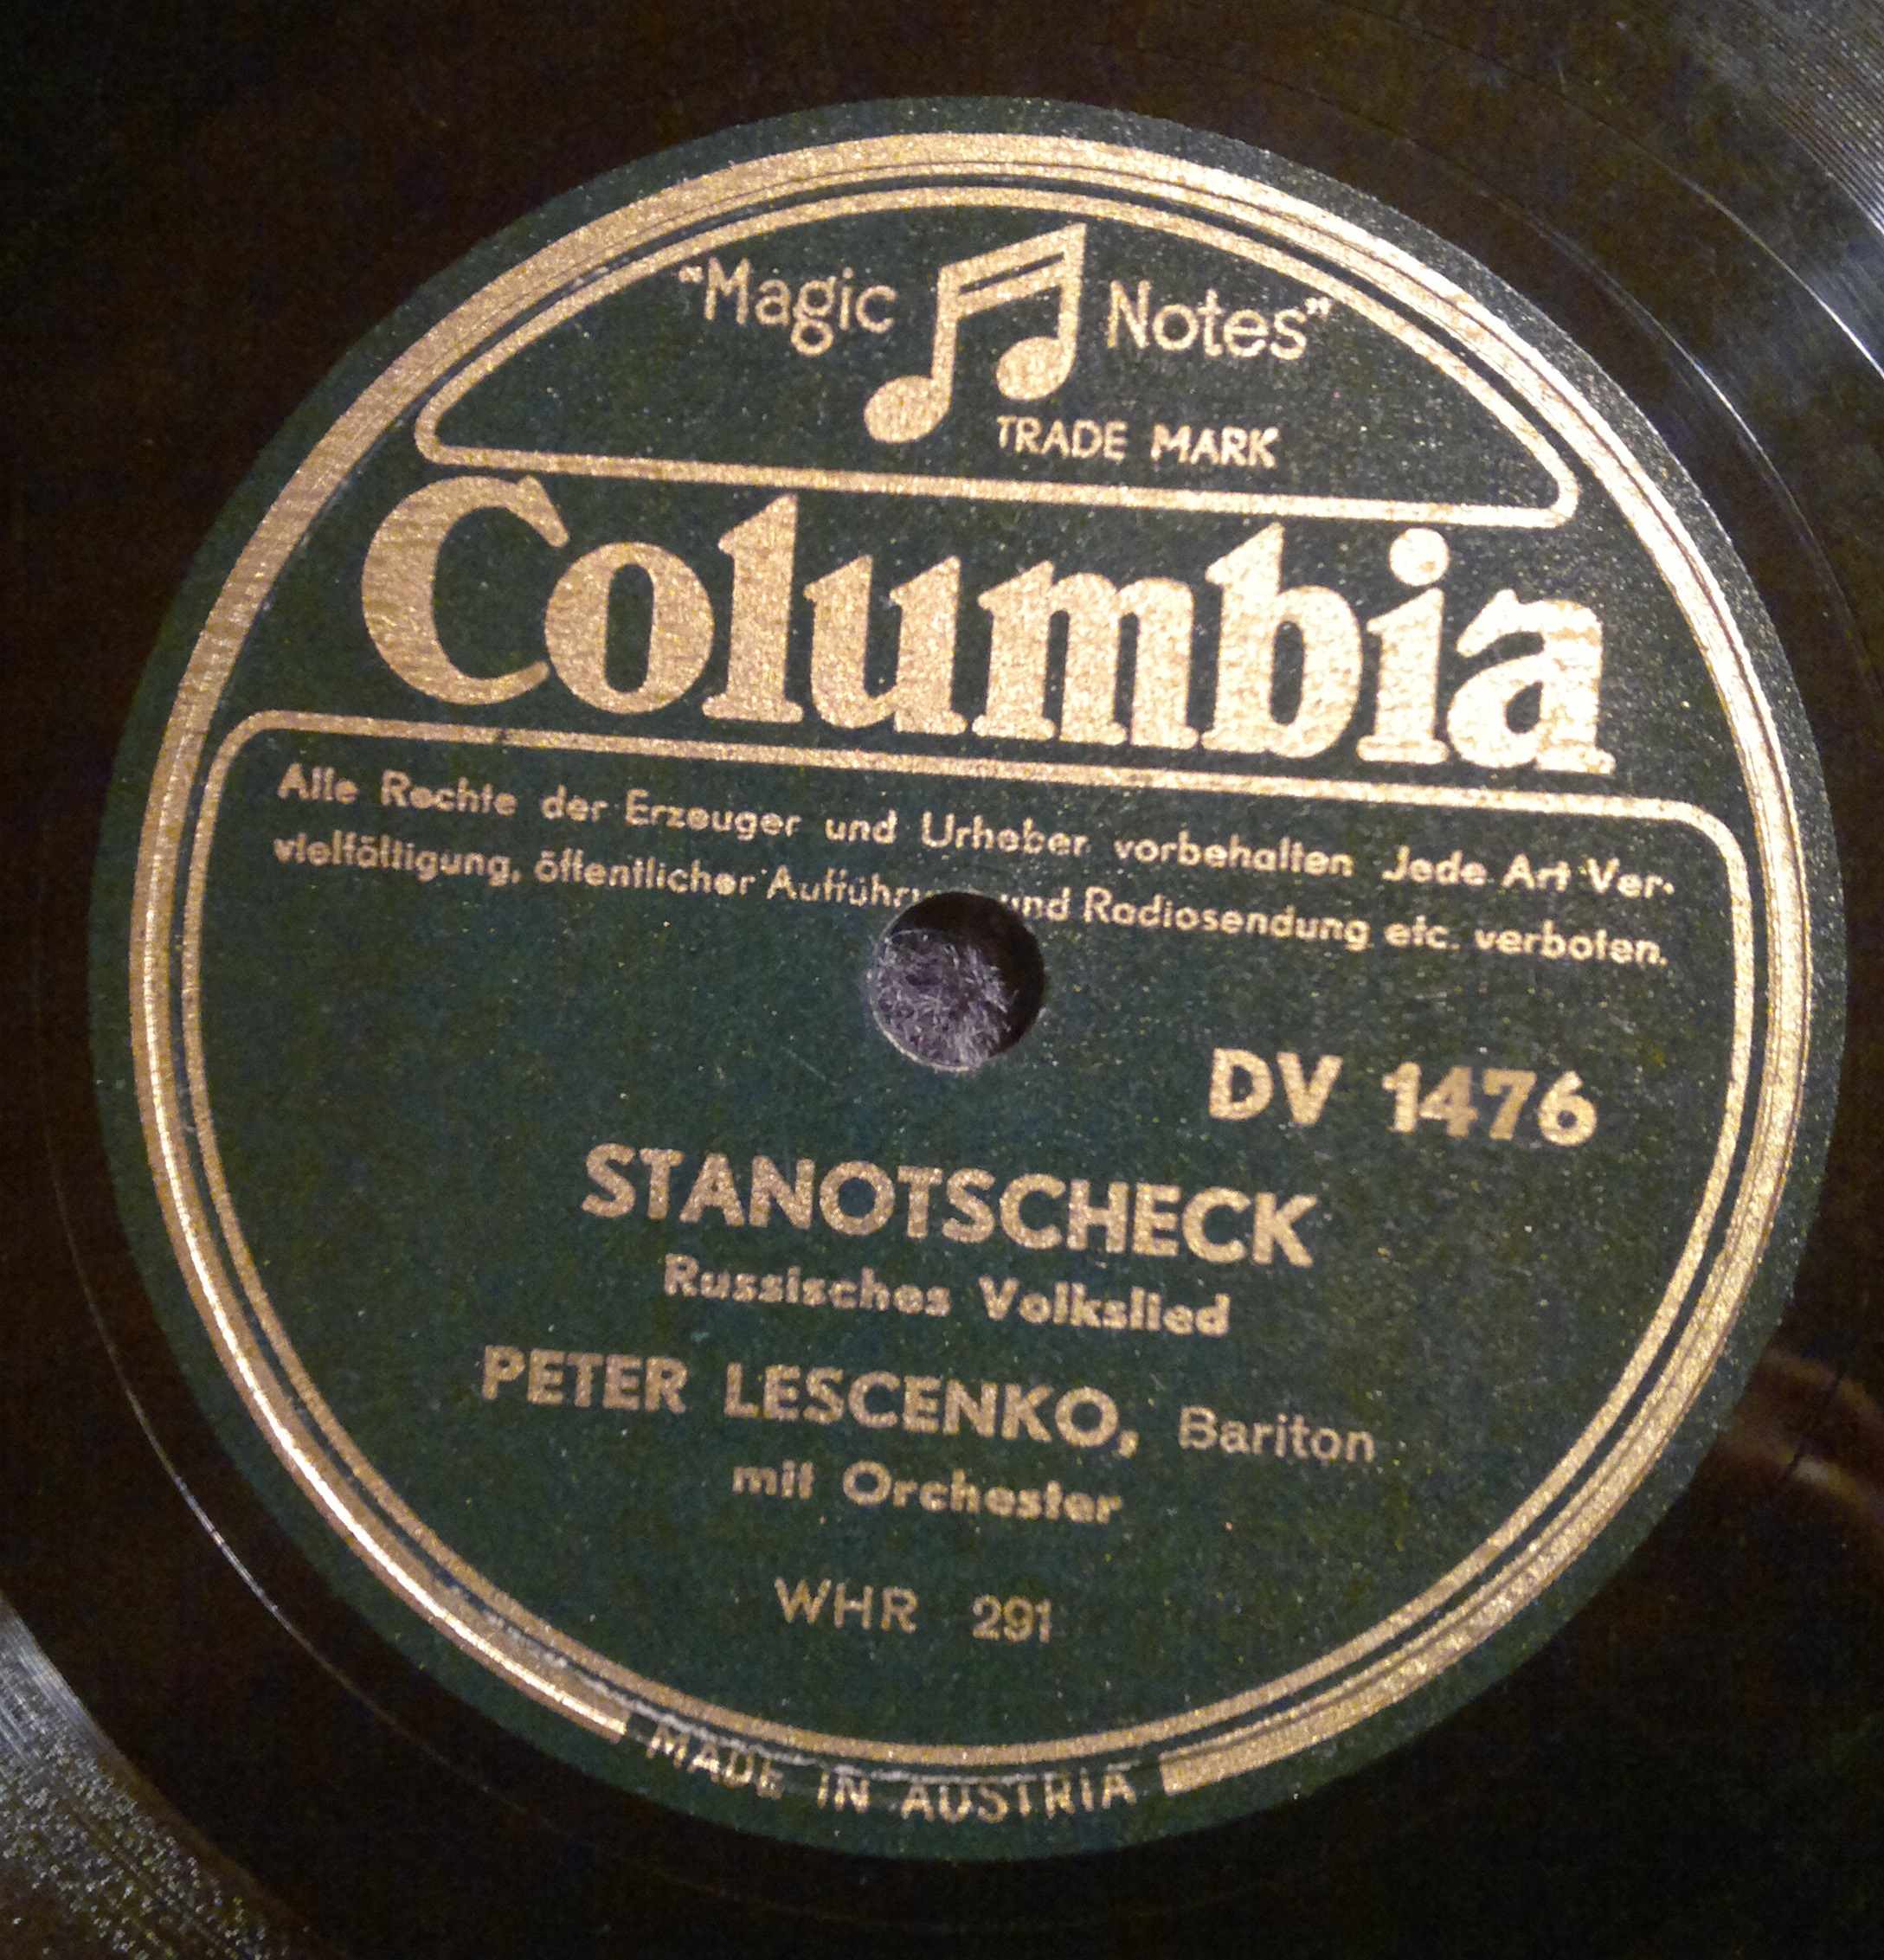 "Magic Notes"
TRADE MARK
Columbia
Alle Rechte der Erzeuger und Urheber vorbehalten Jede Art Ver-
vielfältigung, öffentlicher und Radiosendung etc. verboten.
DV 1476
STANOTSCHECK
Russisches Volkslied
PETER LESCENKO, Bariton
mit Orchester
WHR 291
MADE IN AUSTRIA